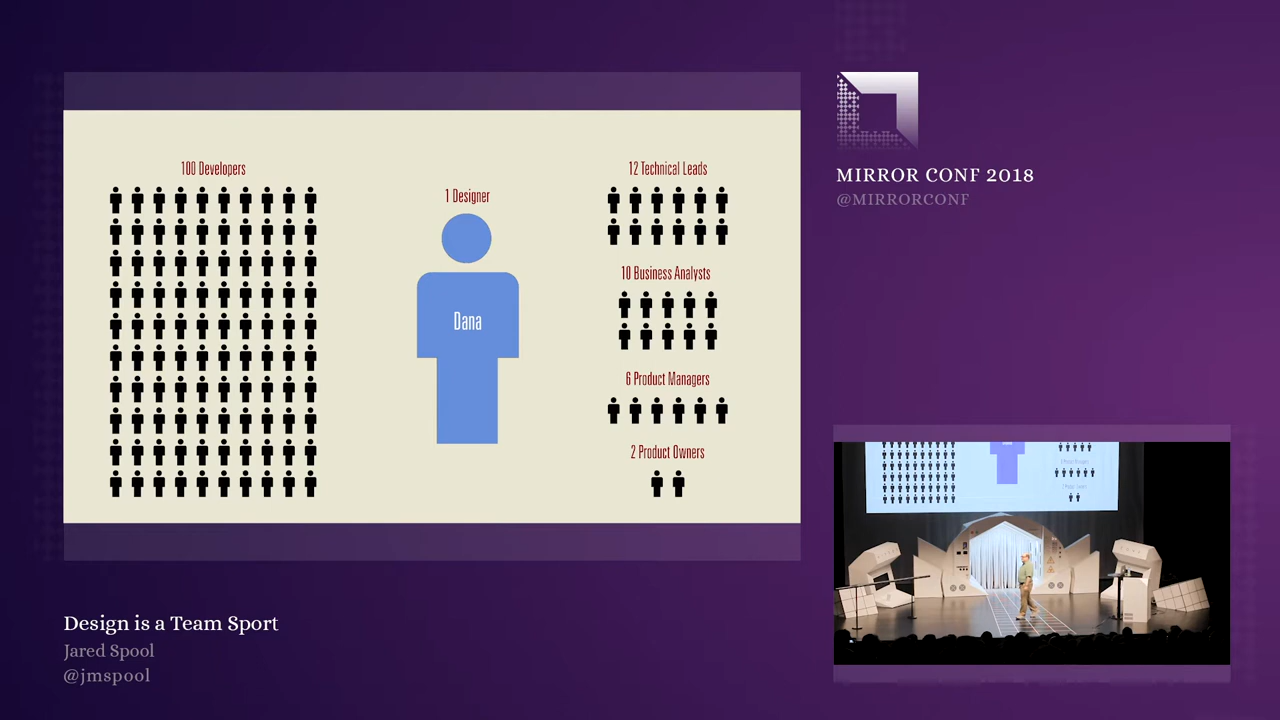 100 Developers
1 Designer
Dana
12 Technical Leads
10 Business Analysts
6 Product Managers
2 Product Owners
MIRROR CONF 2018
@MIRRORCONF
Design is a Team Sport
Jared Spool
@jmspool